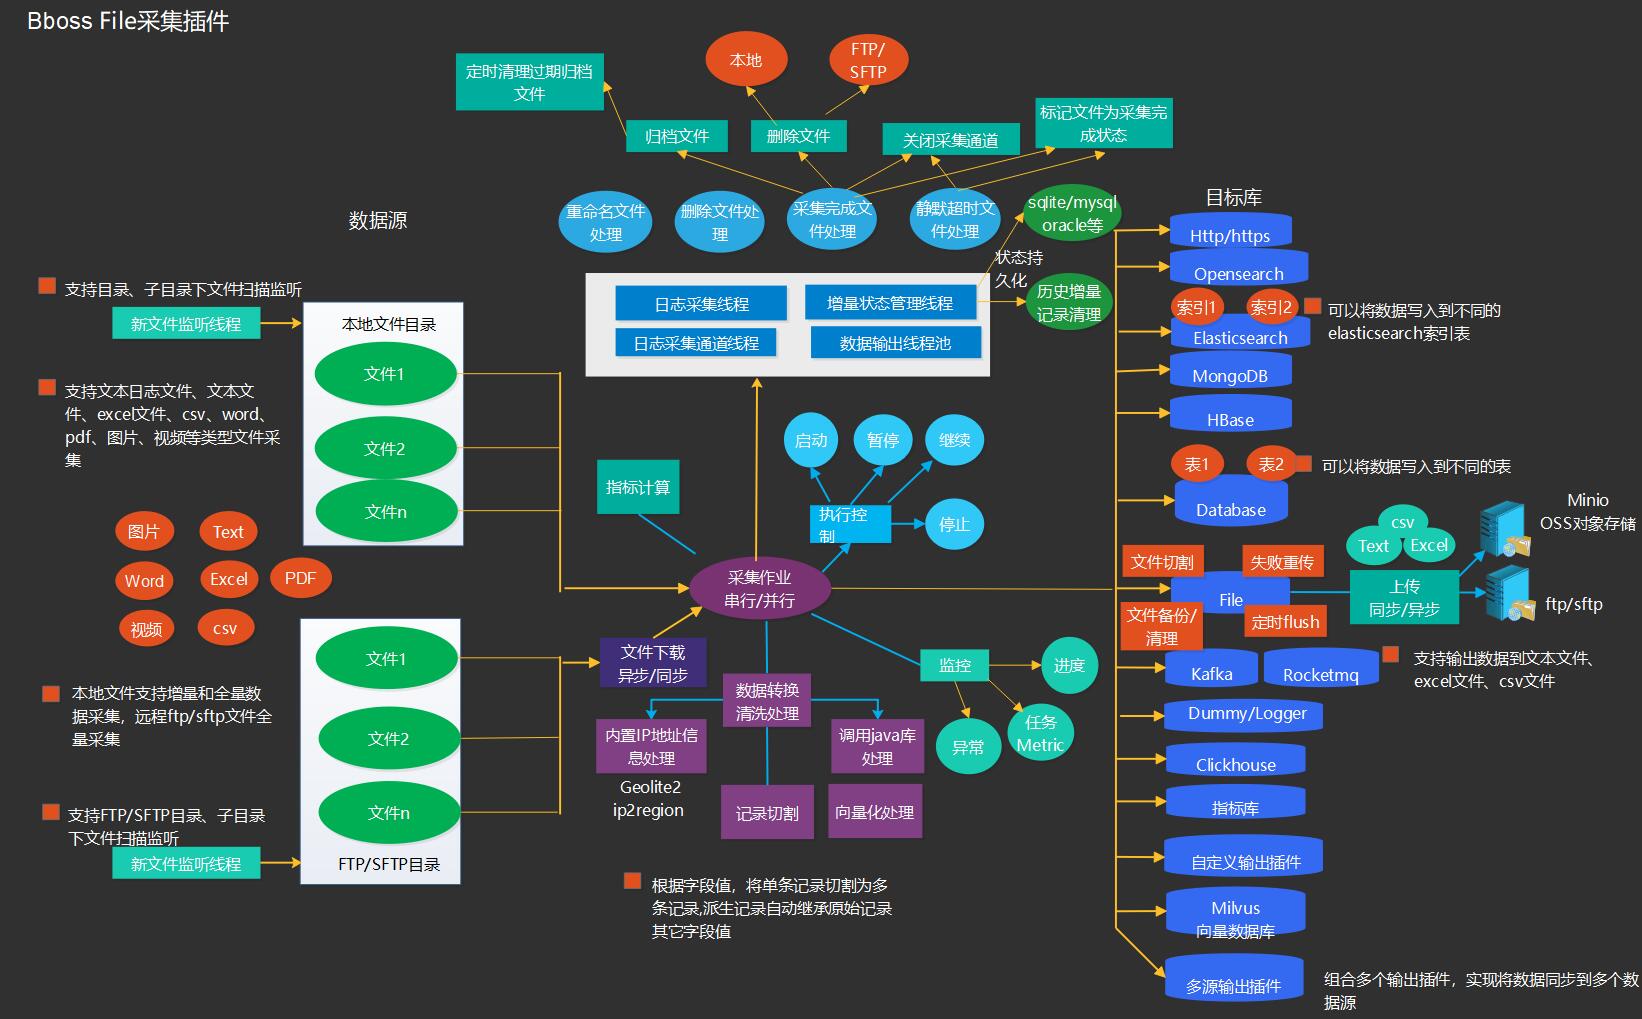 Bboss File采集插件
定时清理过期归档
文件
本地
FTP/
SFTP
归档文件
删除文件
关闭采集通道
标记文件为采集完
成状态
重命名文件
处理
删除文件处
理
采集完成文
件处理
静默超时文
件处理
sqlite/mysql
oracle等
状态持
久化
历史增量
记录清理
日志采集线程
增量状态管理线程
日志采集通道线程
数据输出线程池
数据源
支持目录、子目录下文件扫描监听
新文件监听线程
本地文件目录
文件1
文件2
文件n
支持文本日志文件、文本文
件、excel文件、csv、word、
pdf、图片、视频等类型文件采
集
图片
Text
Word
Excel
PDF
视频
csv
本地文件支持增量和全量数
据采集，远程ftp/sftp文件全
量采集
支持FTP/SFTP目录、子目录
下文件扫描监听
新文件监听线程
文件1
文件2
文件n
FTP/SFTP目录
指标计算
启动
暂停
继续
执行控
制
停止
采集作业
串行/并行
文件下载
异步/同步
数据转换
清洗处理
内置IP地址信
息处理
Geolite2
ip2region
调用java库
处理
记录切割
向量化处理
监控
进度
异常
任务
Metric
根据字段值，将单条记录切割为多
条记录,派生记录自动继承原始记录
其它字段值
目标库
Http/https
Opensearch
索引1
索引2
可以将数据写入到不同的
elasticsearch索引表
Elasticsearch
MongoDB
HBase
表1
表2
可以将数据写入到不同的表
Database
文件切割
失败重传
File
文件备份/
清理
定时flush
csv
Text
Excel
上传
同步/异步
Minio
OSS对象存储
ftp/sftp
Kafka
Rocketmq
支持输出数据到文本文件、
excel文件、csv文件
Dummy/Logger
Clickhouse
指标库
自定义输出插件
Milvus
向量数据库
多源输出插件
组合多个输出插件，实现将数据同步到多个数
据源